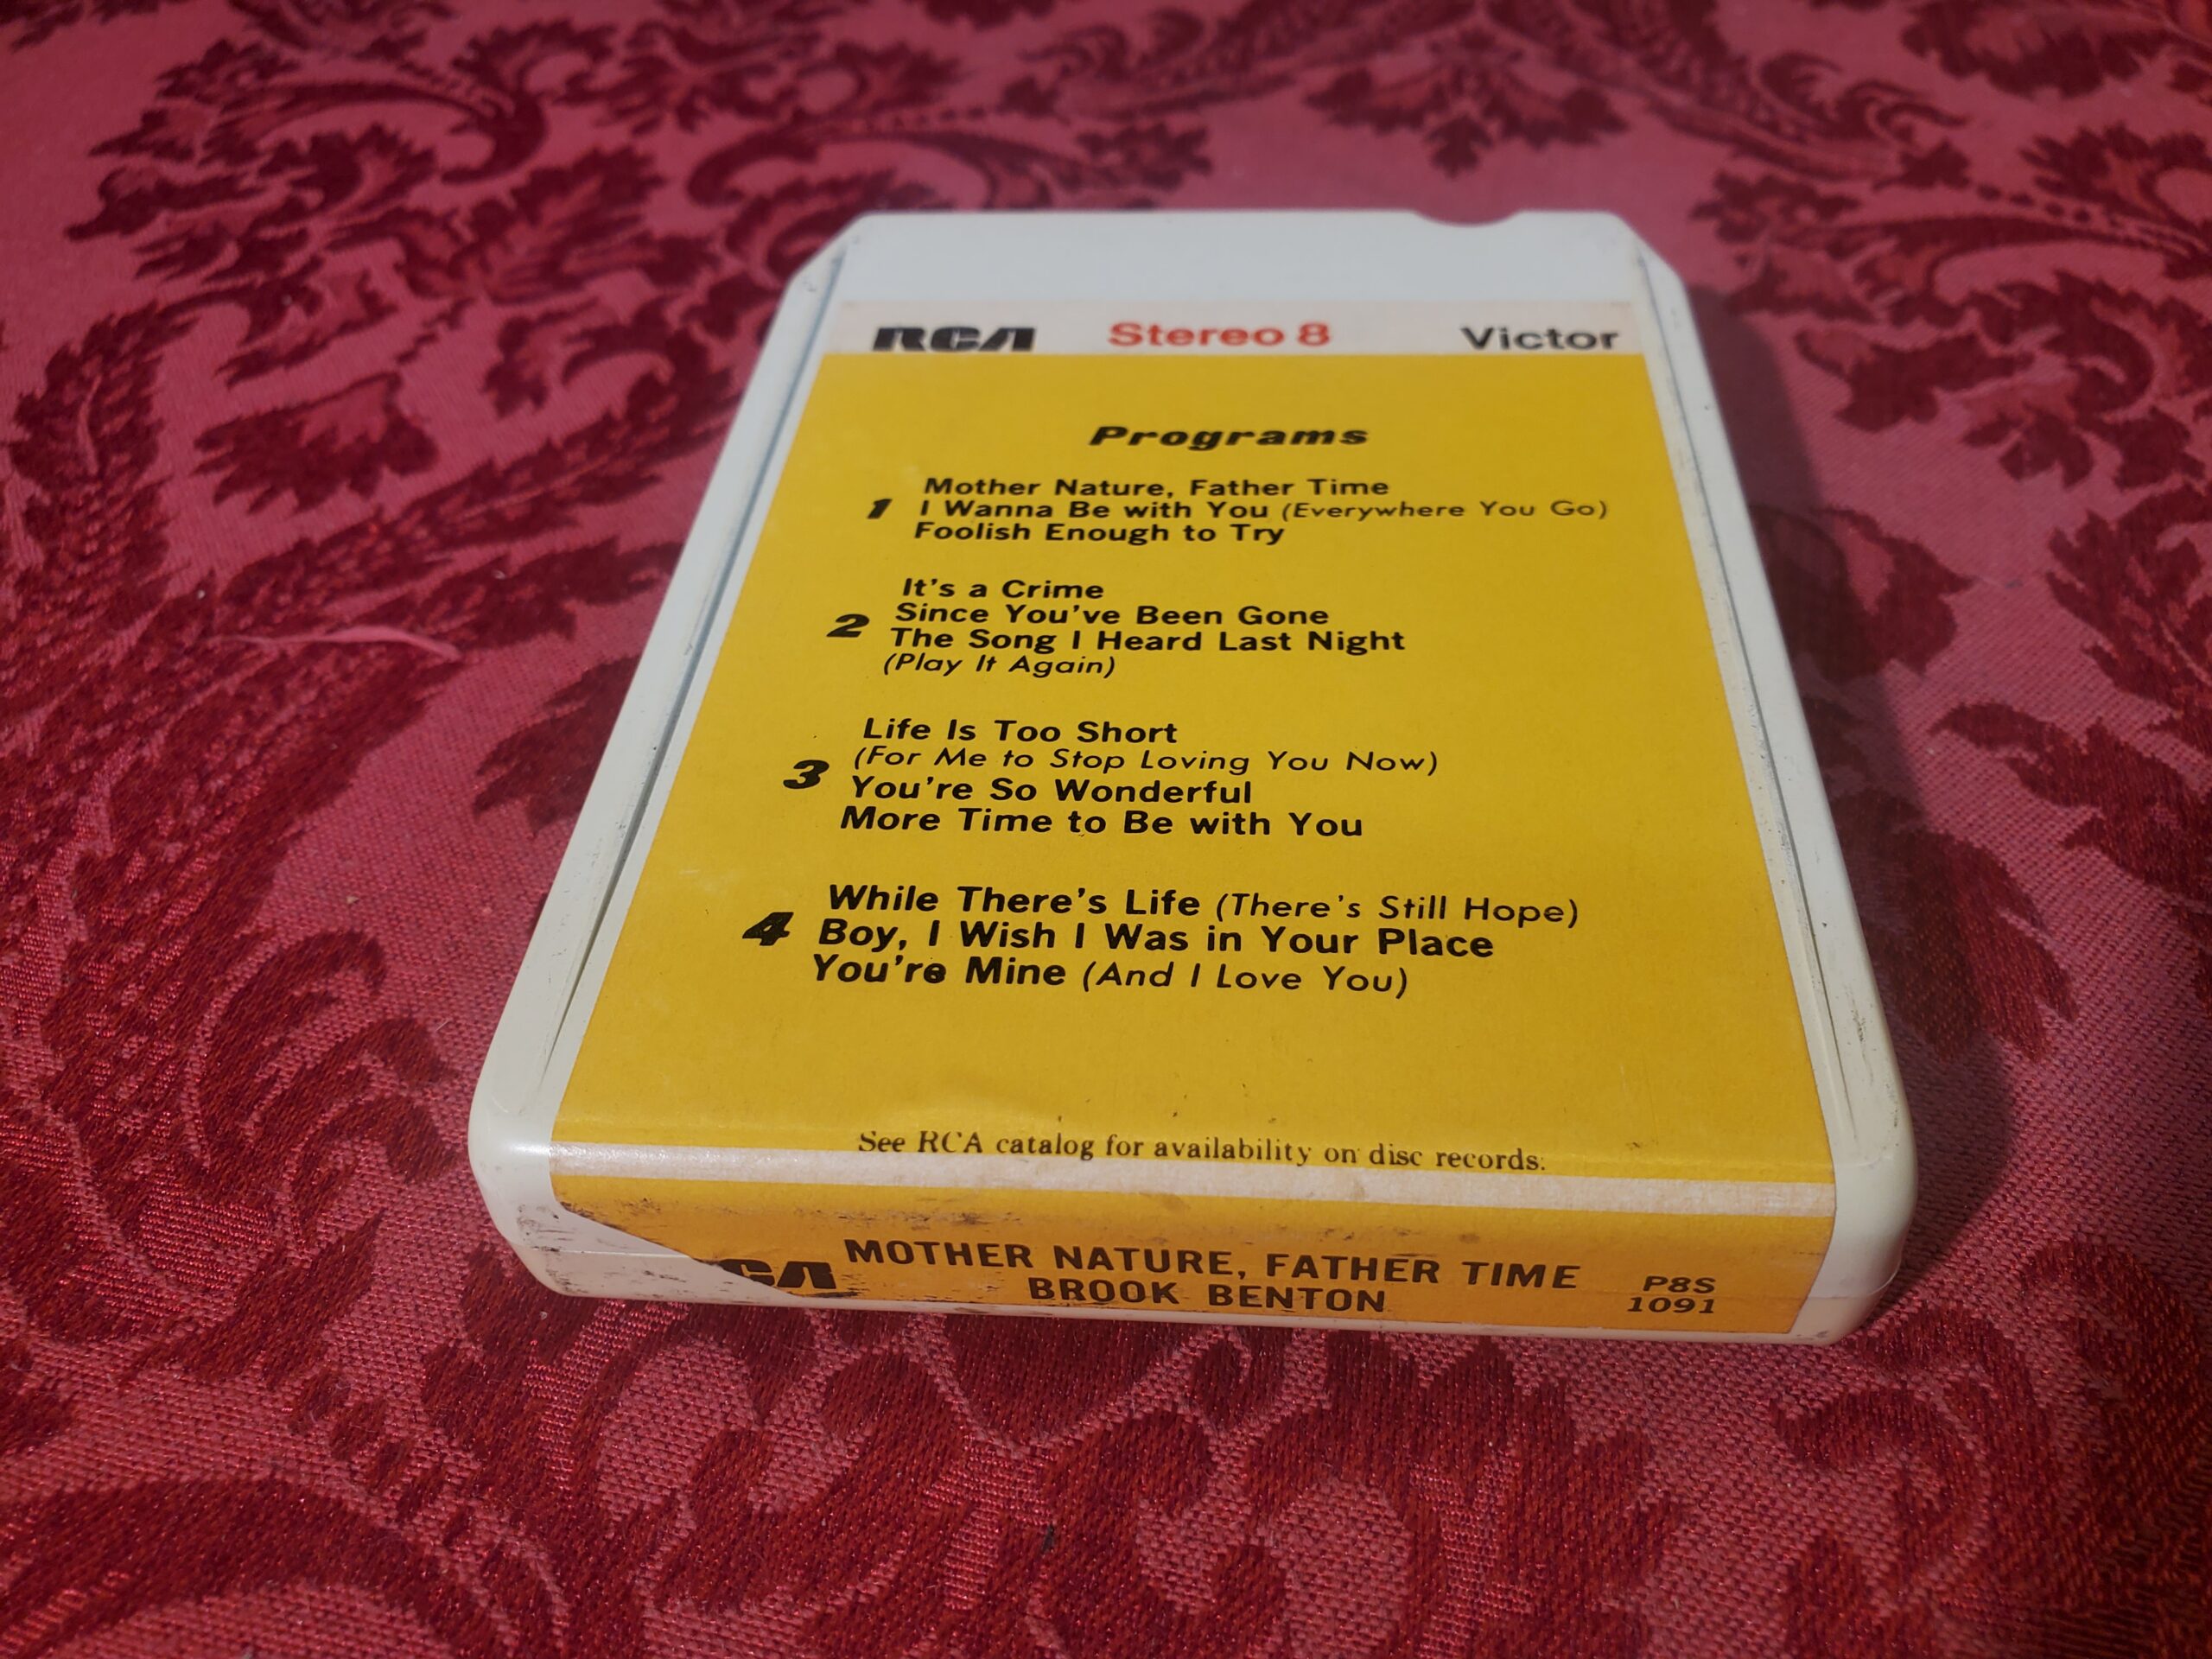 RCA Stereo 8 Victor
Programs
Mother Nature, Father Time
1 I Wanna Be with You (Everywhere You Go)
Foolish Enough to Try
It's a Crime
2 Since You've Been Gone
The Song I Heard Last Night
(Play It Again)
Life Is Too Short
(For Me to Stop Loving You Now)
3 You're So Wonderful
More Time to Be with You
While There's Life (There's Still Hope)
4 Boy, I Wish I Was in Your Place
You're Mine (And I Love You)
See RCA catalog for availability on disc records.
RCA MOTHER NATURE, FATHER TIME P8S
BROOK BENTON 1091